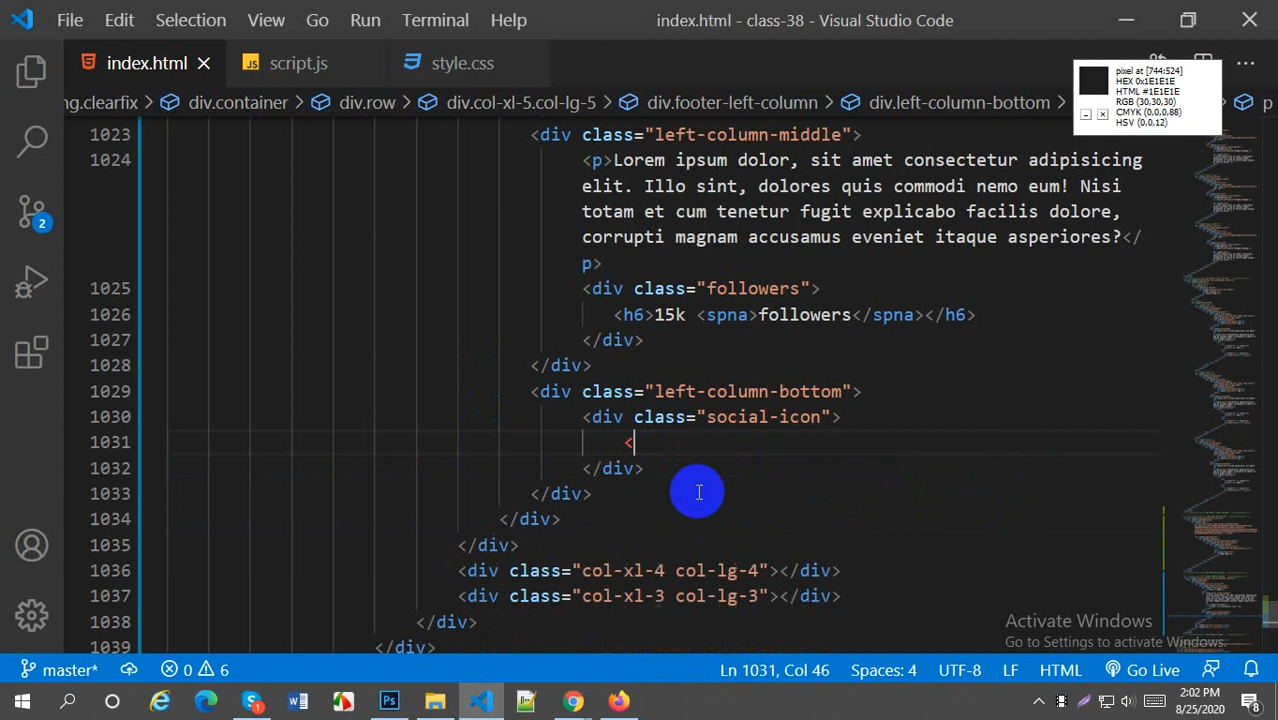 File Edit Selection View Go Run Terminal Help index.html - class-38 - Visual Studio Code
index.html script.js style.css
ng.clearfix div.container div.row div.col-xl-5.col-lg-5 div.footer-left-column div.left-column-bottom p
pixel at [744:524]
HEX 0x1E1E1E
HTML #1E1E1E
RGB (30,30,30)
CMYK (0,0,0,88)
HSV (0,0,12)
1023 <div class="left-column-middle">
1024 <p>Lorem ipsum dolor, sit amet consectetur adipisicing
elit. Illo sint, dolores quis commodi nemo eum! Nisi
totam et cum tenetur fugit explicabo facilis dolore,
corrupti magnam accusamus eveniet itaque asperiores?</
p>
1025 <div class="followers">
1026 <h6>15k <spna>followers</spna></h6>
1027 </div>
1028 </div>
1029 <div class="left-column-bottom">
1030 <div class="social-icon">
1031 <
1032 </div>
1033 </div>
1034 </div>
1035 </div>
1036 <div class="col-xl-4 col-lg-4"></div>
1037 <div class="col-xl-3 col-lg-3"></div>
1038 </div>
1039 </div>
2
Activate Windows
Go to Settings to activate Windows.
master* 0 6 Ln 1031, Col 46 Spaces: 4 UTF-8 LF HTML Go Live
2:02 PM
8/25/2020
1
8